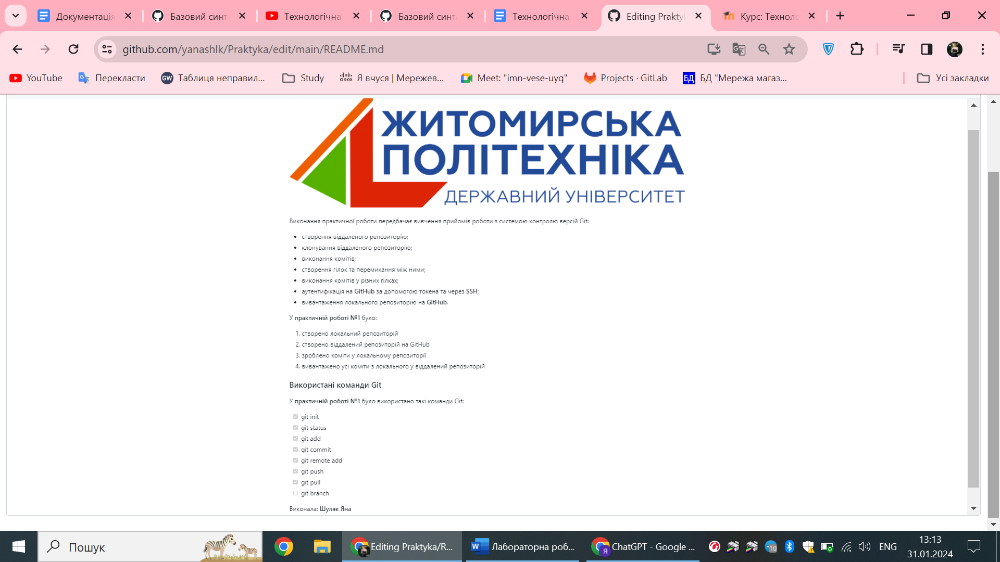 Документація
Базовий синт
Технологічна
Базовий синт
Технологічна
Editing Prakty
Курс: Технол
github.com/yanashlk/Praktyka/edit/main/README.md
YouTube
Перекласти
GW
Таблиця неправил...
Study
cisco
Я вчуся | Мережев...
Meet: "imn-vese-uyq"
Projects · GitLab
БД
БД "Мережа магаз...
Усі закладки
ЖИТОМИРСЬКА
ПОЛІТЕХНІКА
ДЕРЖАВНИЙ УНІВЕРСИТЕТ
Виконання практичної роботи передбачає вивчення прийомів роботи з системою контролю версій Git:
• створення віддаленого репозиторію;
• клонування віддаленого репозиторію;
• виконання комітів;
• створення гілок та перемикання між ними;
• виконання комітів у різних гілках;
• аутентифікація на GitHub за допомогою токена та через SSH;
• вивантаження локального репозиторію на GitHub.
У практичній роботі №1 було:
1. створено локальний репозиторій
2. створено віддалений репозиторій на GitHub
3. зроблено коміти у локальному репозиторії
4. вивантажено усі коміти з локального у віддалений репозиторій
Використані команди Git
У практичній роботі №1 було використано такі команди Git:
git init
git status
git add
git commit
git remote add
git push
git pull
git branch
Виконала: Шуляк Яна
Пошук
Editing Praktyka/R...
Лабораторна роб...
ChatGPT - Google ...
10
ENG
13:13
31.01.2024